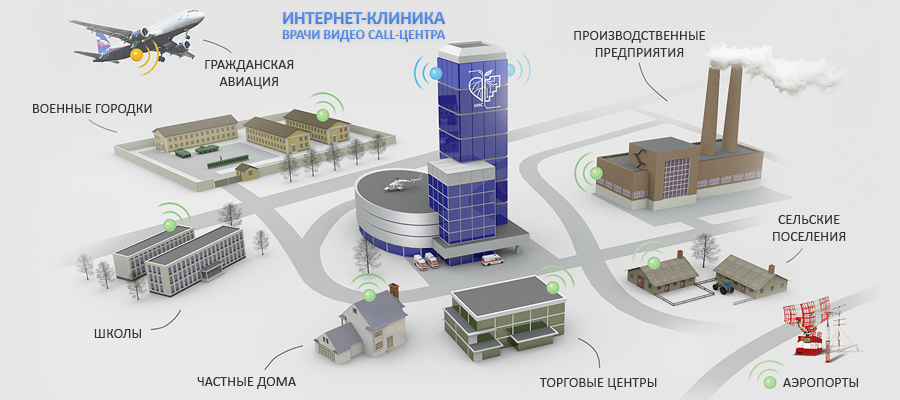 ИНТЕРНЕТ-КЛИНИКА
ВРАЧИ ВИДЕО CALL-ЦЕНТРА
ПРОИЗВОДСТВЕННЫЕ
ПРЕДПРИЯТИЯ
ГРАЖДАНСКАЯ
АВИАЦИЯ
ВОЕННЫЕ ГОРОДКИ
КМС
СЕЛЬСКИЕ
ПОСЕЛЕНИЯ
ШКОЛЫ
ЧАСТНЫЕ ДОМА
ТОРГОВЫЕ ЦЕНТРЫ
АЭРОПОРТЫ